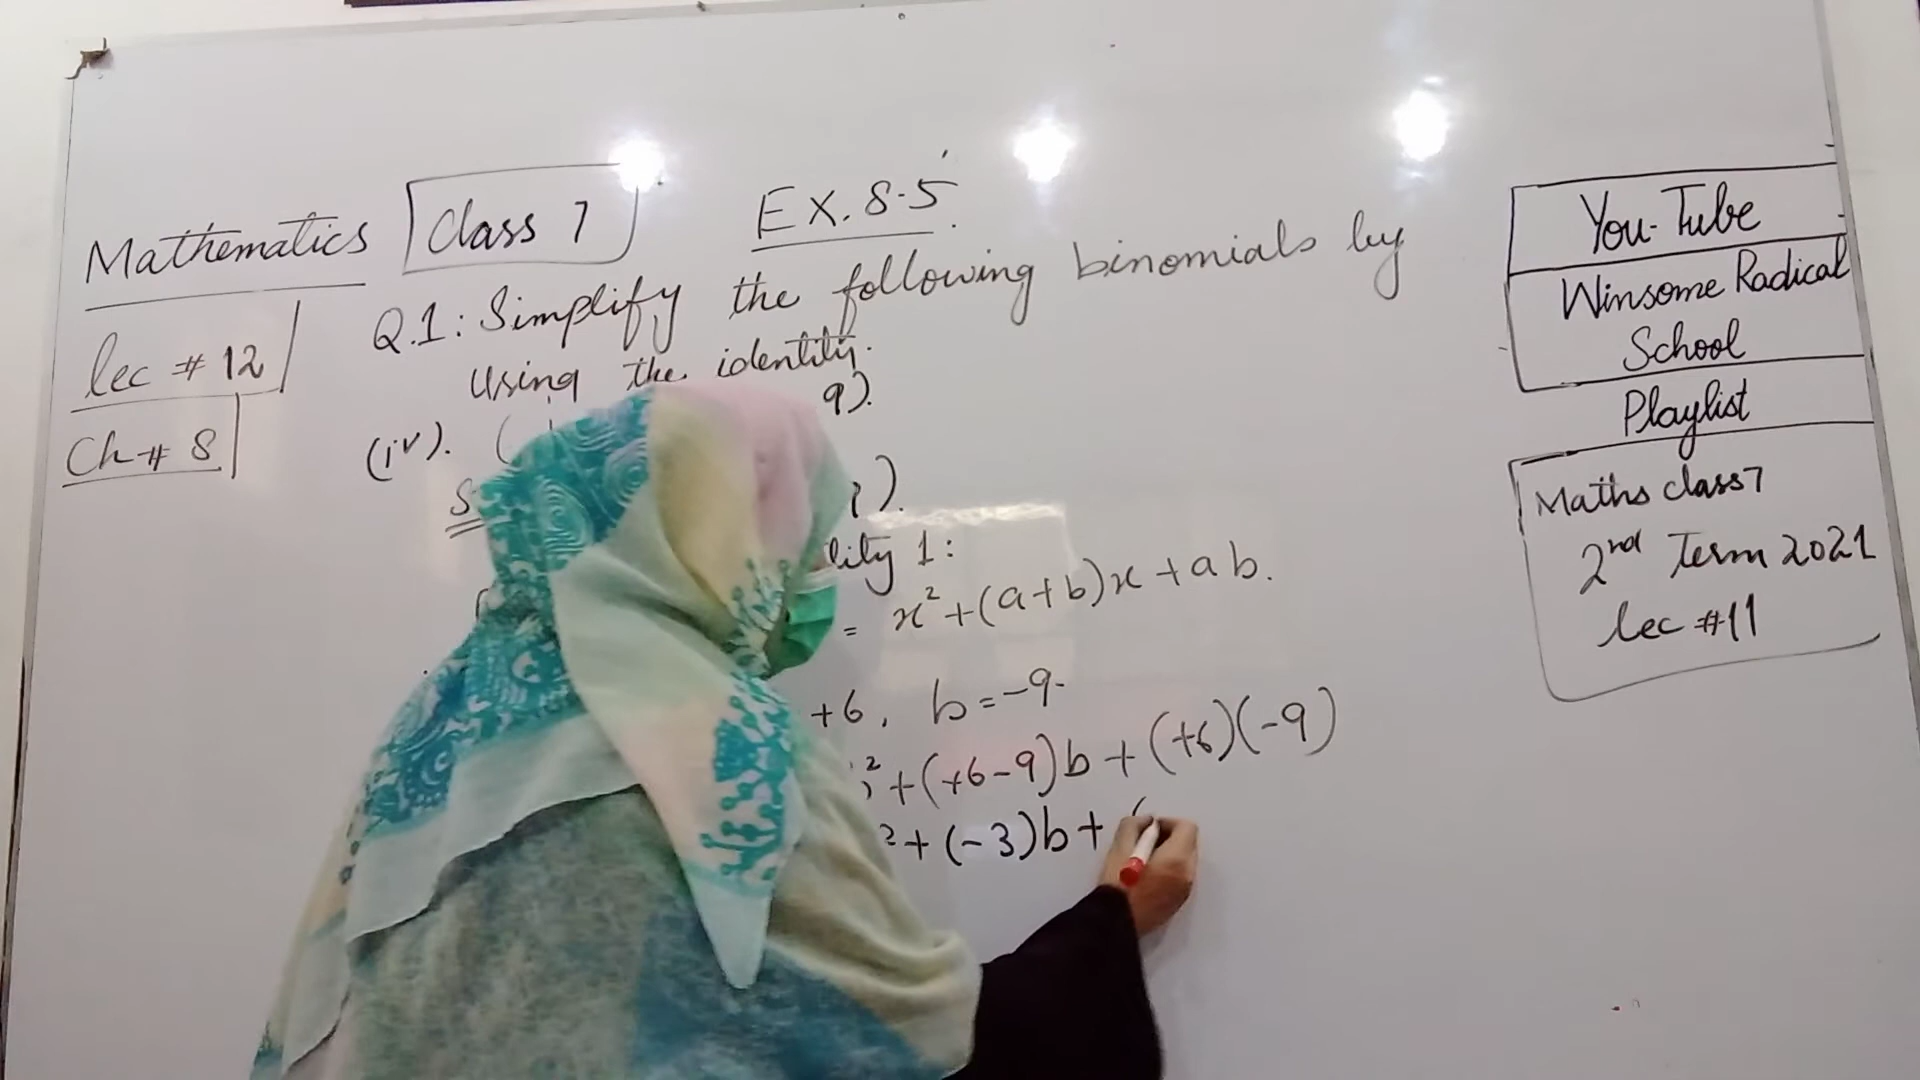 Mathematics
Class 7
EX. 8.5
lec # 12
Ch # 8
Q.1: Simplify the following binomials by
using the identity.
(iv). ( 9).
).
1:
= x² + (a+b)x + ab.
+6, b = -9.
² + (+6-9)b + (+6)(-9)
² + (-3)b + (
You-Tube
Winsome Radical
School
Playlist
Maths class 7
2nd Term 2021
lec #11